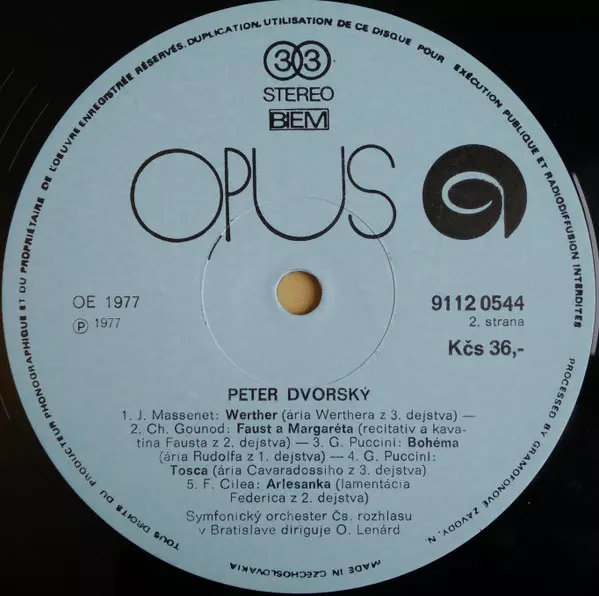 TOUS DROITS DU PRODUCTEUR PHONOGRAPHIQUE ET DU PROPRIÉTAIRE DE L'OEUVRE ENREGISTRÉE RÉSERVÉS. DUPLICATION, UTILISATION DE CE DISQUE POUR EXÉCUTION PUBLIQUE ET RADIODIFFUSION INTERDITES
PROCESSED BY GRAMOFONOVÉ ZÁVODY, N.
MADE IN CZECHOSLOVAKIA
33
STEREO
BIEM
OPUS
OE 1977
℗ 1977
9112 0544
2. strana
Kčs 36,-
PETER DVORSKÝ
1. J. Massenet: Werther (ária Werthera z 3. dejstva) —
2. Ch. Gounod: Faust a Margaréta (recitatív a kava-
tína Fausta z 2. dejstva) — 3. G. Puccini: Bohéma
(ária Rudolfa z 1. dejstva) — 4. G. Puccini:
Tosca (ária Cavaradossiho z 3. dejstva)
5. F. Cilea: Arlesanka (lamentácia
Federica z 2. dejstva)
Symfonický orchester Čs. rozhlasu
v Bratislave diriguje O. Lenárd